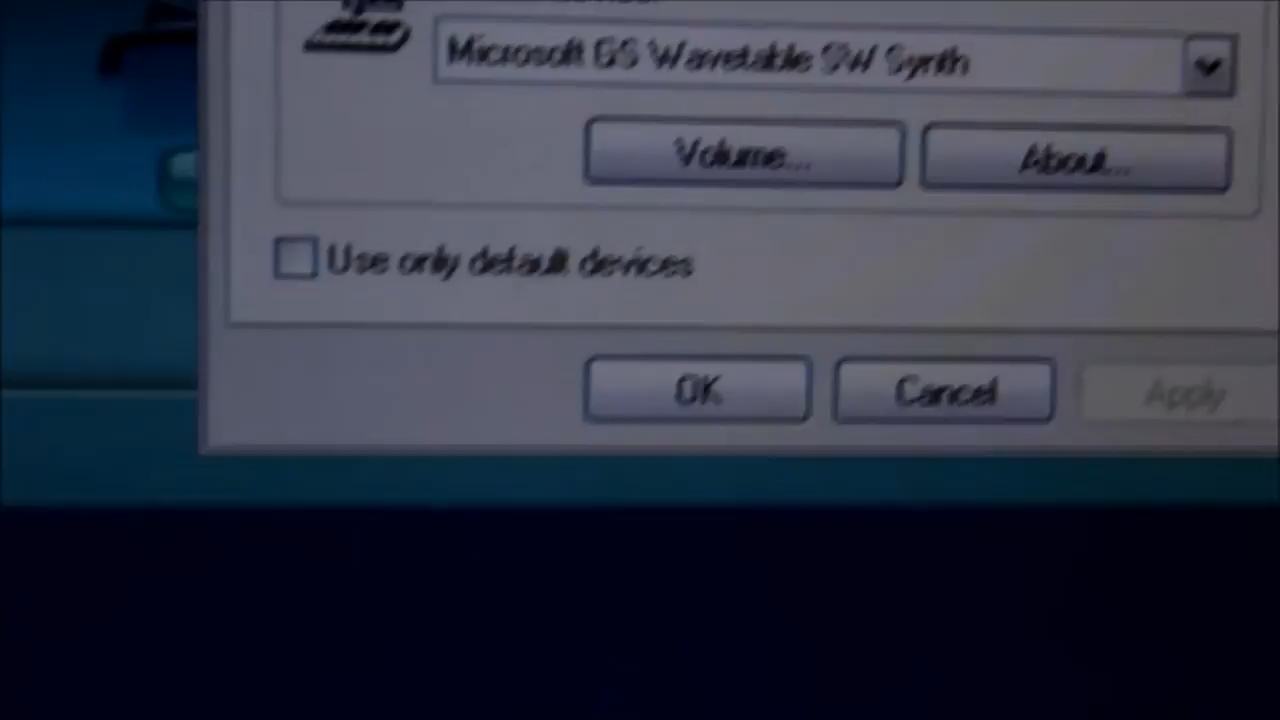 Microsoft GS Wavetable SW Synth
Volume...
About...
Use only default devices
OK
Cancel
Apply